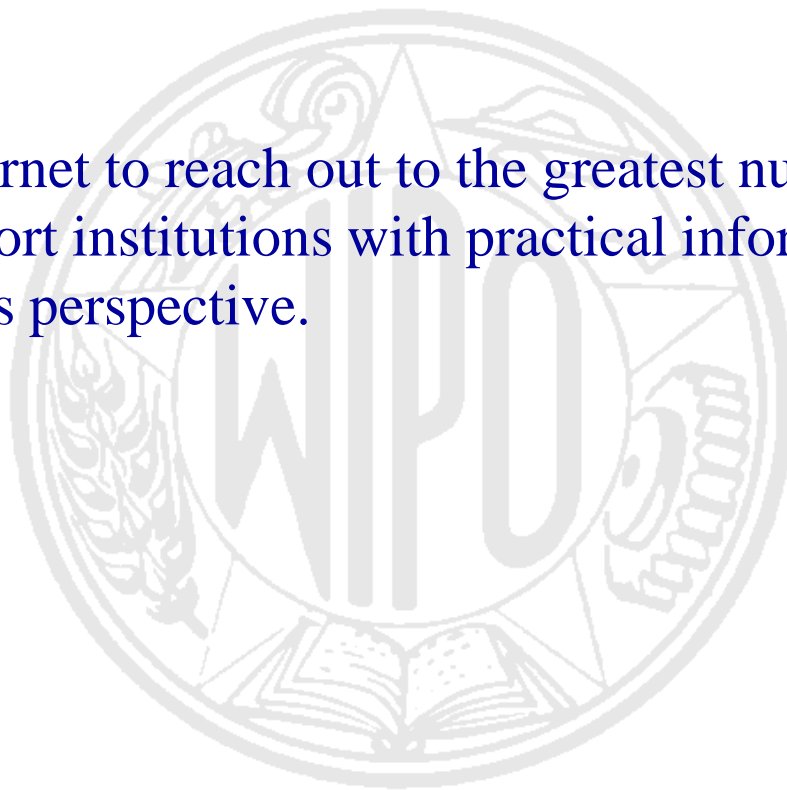 rnet to reach out to the greatest nu
ort institutions with practical infor
s perspective.
WIPO